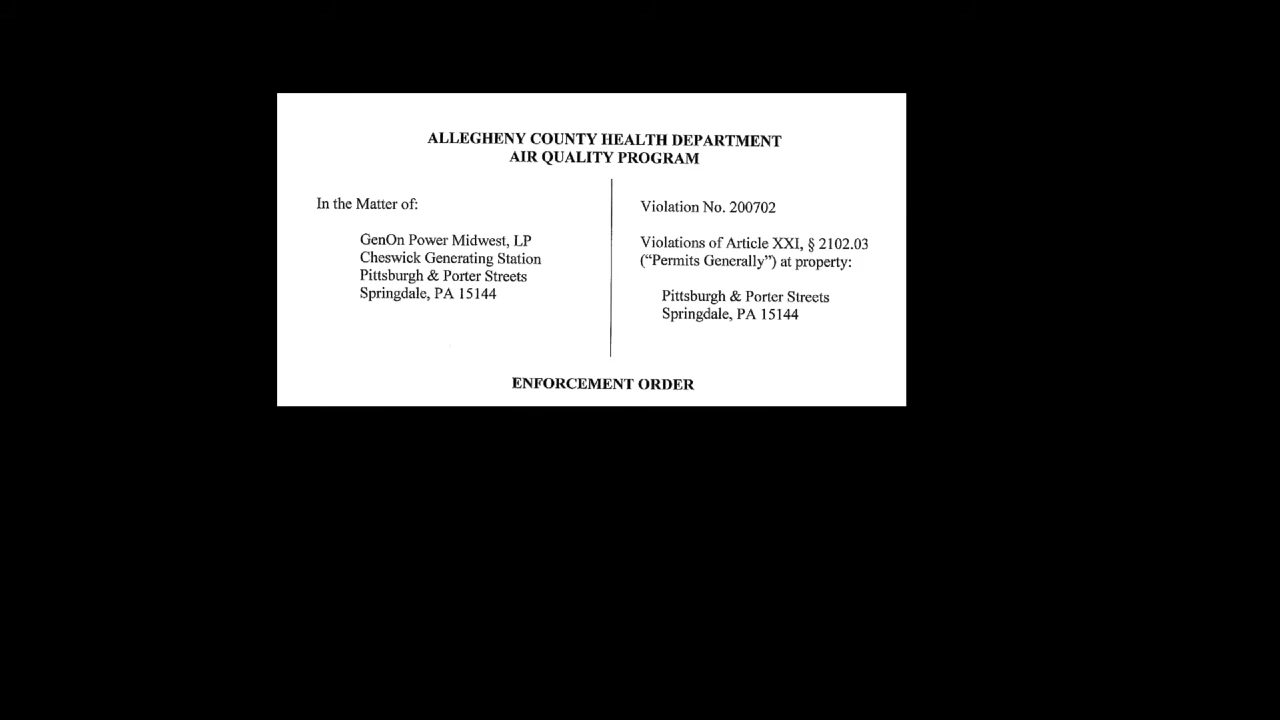 ALLEGHENY COUNTY HEALTH DEPARTMENT
AIR QUALITY PROGRAM
In the Matter of:
GenOn Power Midwest, LP
Cheswick Generating Station
Pittsburgh & Porter Streets
Springdale, PA 15144
Violation No. 200702
Violations of Article XXI, § 2102.03
(“Permits Generally”) at property:
Pittsburgh & Porter Streets
Springdale, PA 15144
ENFORCEMENT ORDER